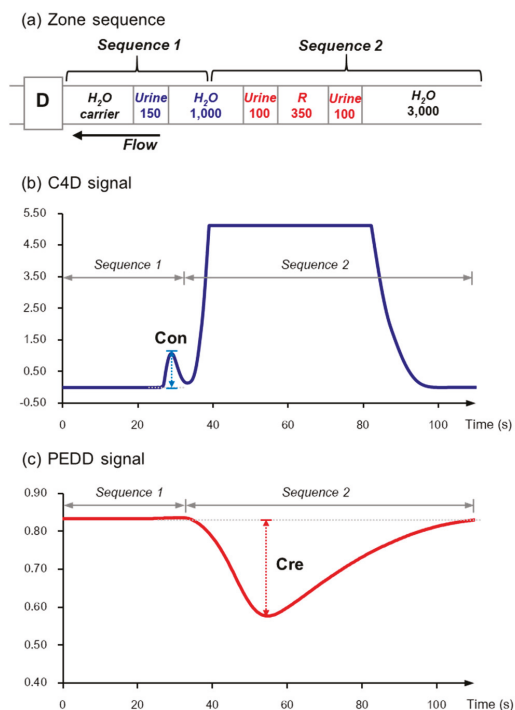 (a) Zone sequence
Sequence 1
Sequence 2
D
H2O carrier
Urine 150
H2O 1,000
Urine 100
R 350
Urine 100
H2O 3,000
Flow
(b) C4D signal
5.50
4.50
3.50
2.50
1.50
0.50
-0.50
Sequence 1
Sequence 2
Con
0
20
40
60
80
100
Time (s)
(c) PEDD signal
0.90
0.80
0.70
0.60
0.50
0.40
Sequence 1
Sequence 2
Cre
0
20
40
60
80
100
Time (s)